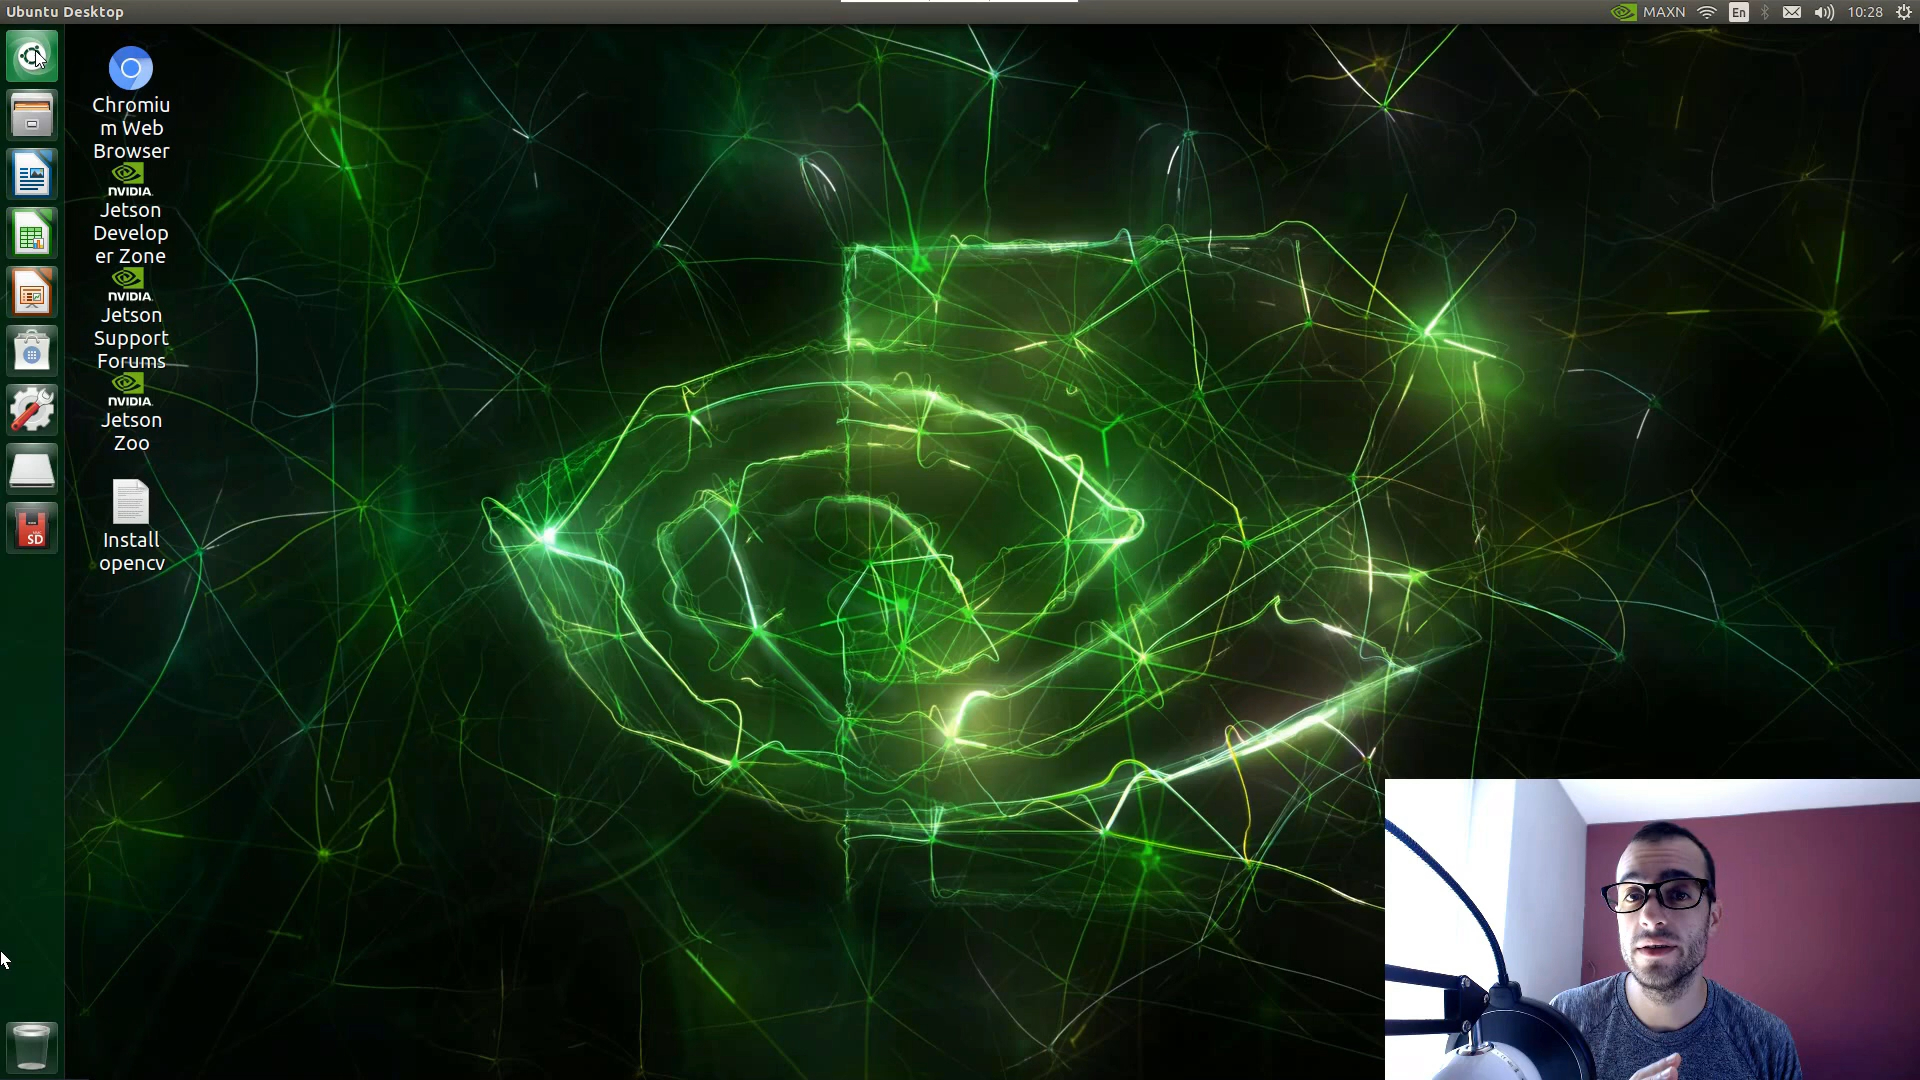 Ubuntu Desktop
MAXN
En
10:28
Chromiu
m Web
Browser
NVIDIA.
Jetson
Develop
er Zone
NVIDIA.
Jetson
Support
Forums
NVIDIA.
Jetson
Zoo
SD
Install
opencv